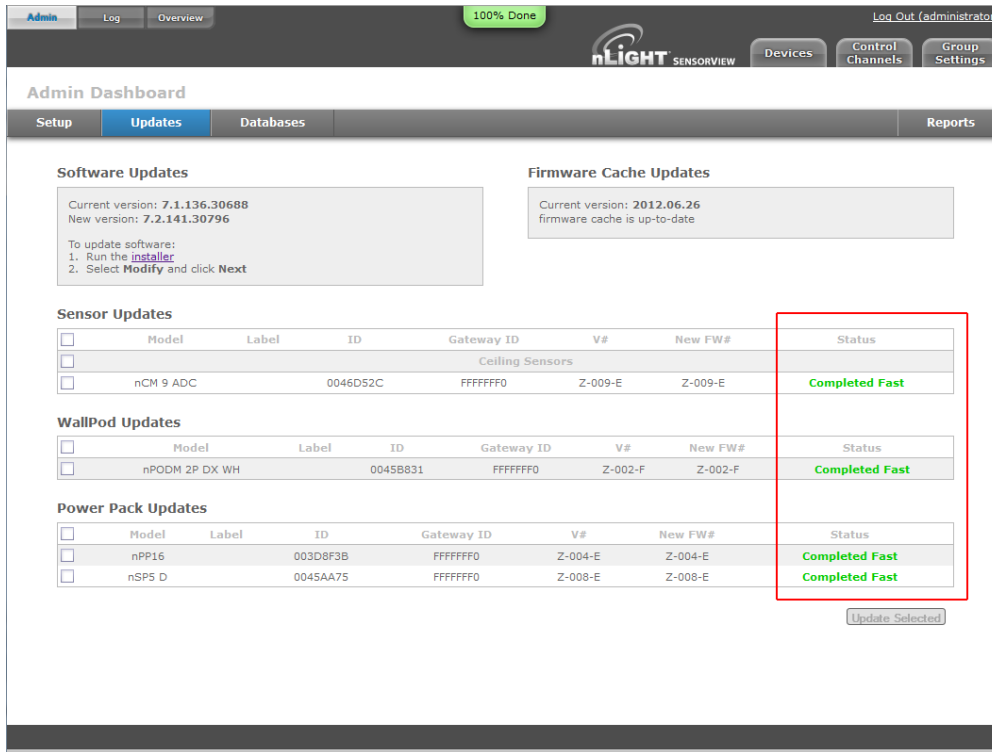 Admin Log Overview 100% Done Log Out (administrator
nLIGHT SENSORVIEW Devices Control Channels Group Settings
Admin Dashboard
Setup Updates Databases Reports
Software Updates
Current version: 7.1.136.30688
New version: 7.2.141.30796
To update software:
1. Run the installer
2. Select Modify and click Next
Firmware Cache Updates
Current version: 2012.06.26
firmware cache is up-to-date
Sensor Updates
Model Label ID Gateway ID V# New FW# Status
Ceiling Sensors
nCM 9 ADC 0046D52C FFFFFFF0 Z-009-E Z-009-E Completed Fast
WallPod Updates
Model Label ID Gateway ID V# New FW# Status
nPODM 2P DX WH 0045B831 FFFFFFF0 Z-002-F Z-002-F Completed Fast
Power Pack Updates
Model Label ID Gateway ID V# New FW# Status
nPP16 003D8F3B FFFFFFF0 Z-004-E Z-004-E Completed Fast
nSP5 D 0045AA75 FFFFFFF0 Z-008-E Z-008-E Completed Fast
Update Selected